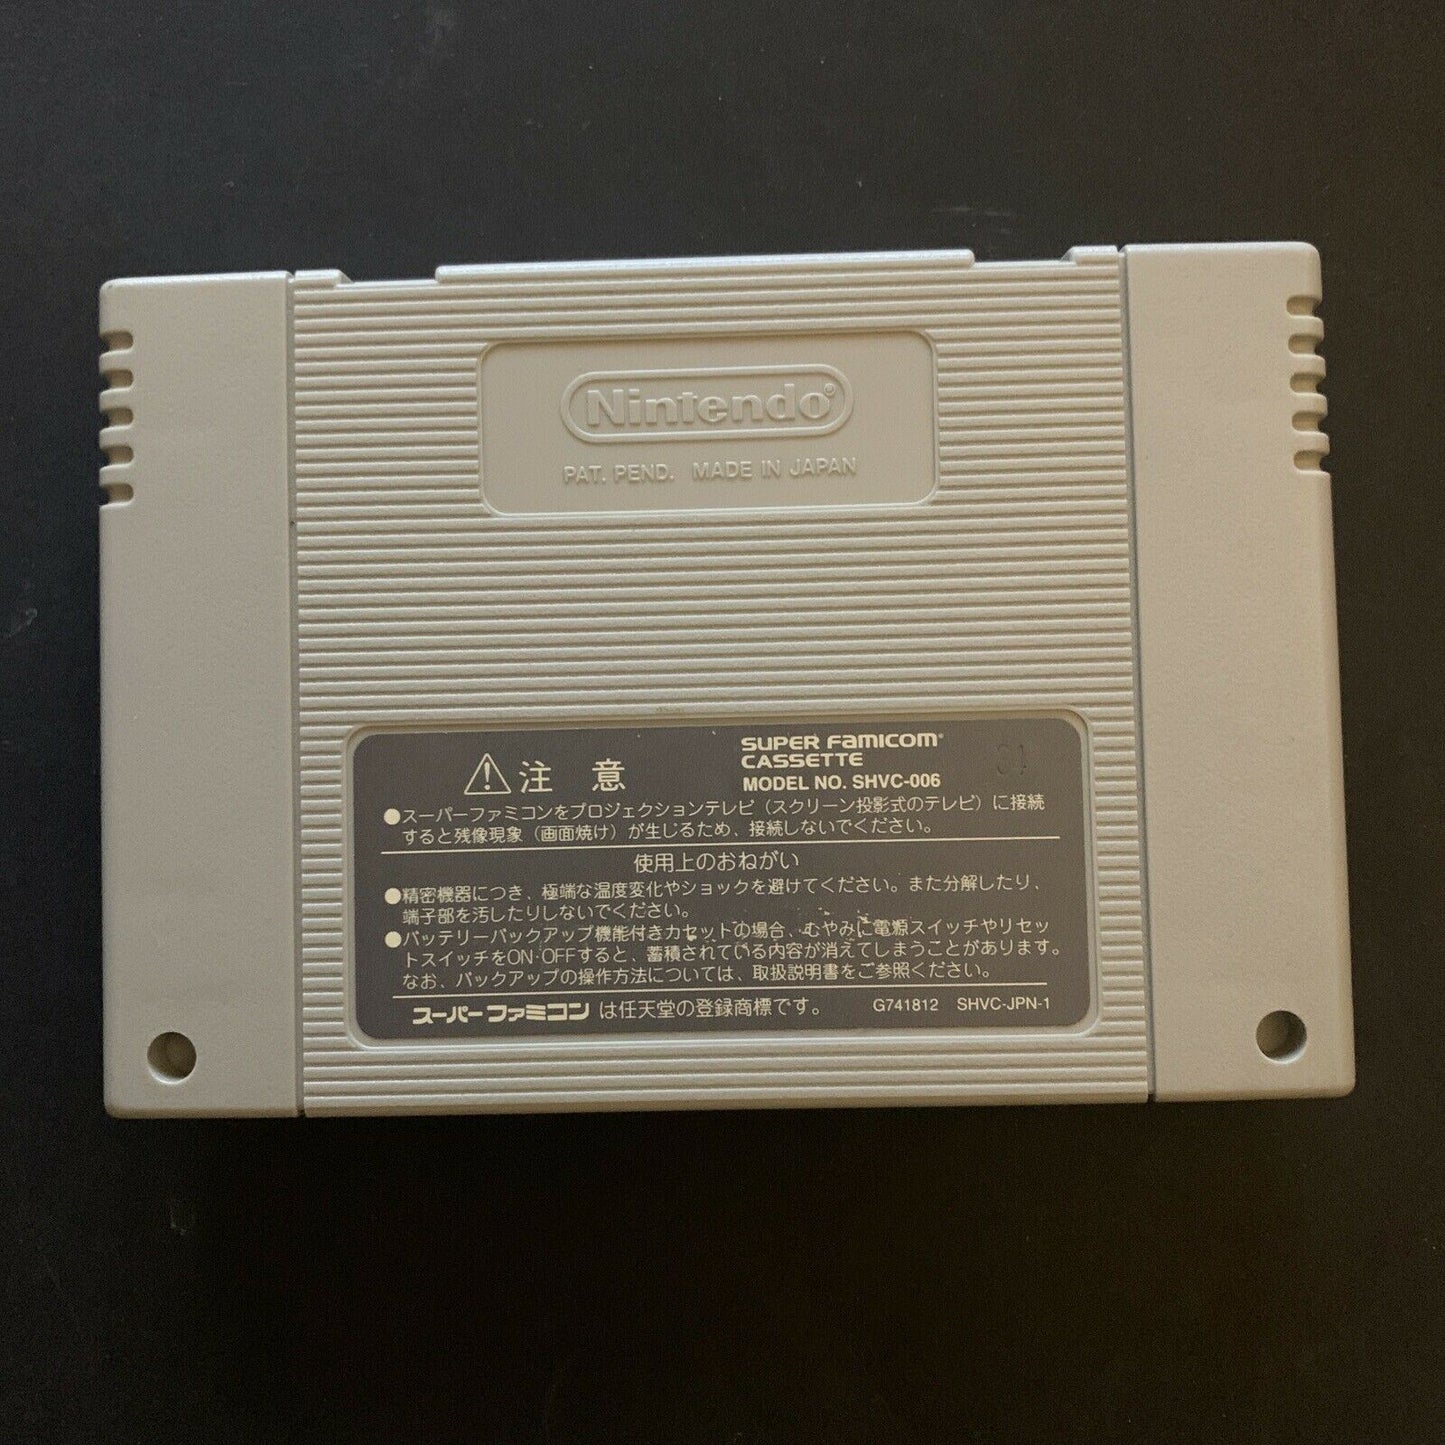 Nintendo®
PAT. PEND. MADE IN JAPAN
SUPER FAMICOM®
CASSETTE
⚠注 意
MODEL NO. SHVC-006
●スーパーファミコンをプロジェクションテレビ(スクリーン投影式のテレビ)に接続
すると残像現象(画面焼け)が生じるため、接続しないでください。
使用上のおねがい
●精密機器につき、極端な温度変化やショックを避けてください。また分解したり、
端子部を汚したりしないでください。
●バッテリーバックアップ機能付きカセットの場合、むやみに電源スイッチやリセッ
トスイッチをON・OFFすると、蓄積されている内容が消えてしまうことがあります。
なお、バックアップの操作方法については、取扱説明書をご参照ください。
スーパーファミコン は任天堂の登録商標です。 G741812 SHVC-JPN-1